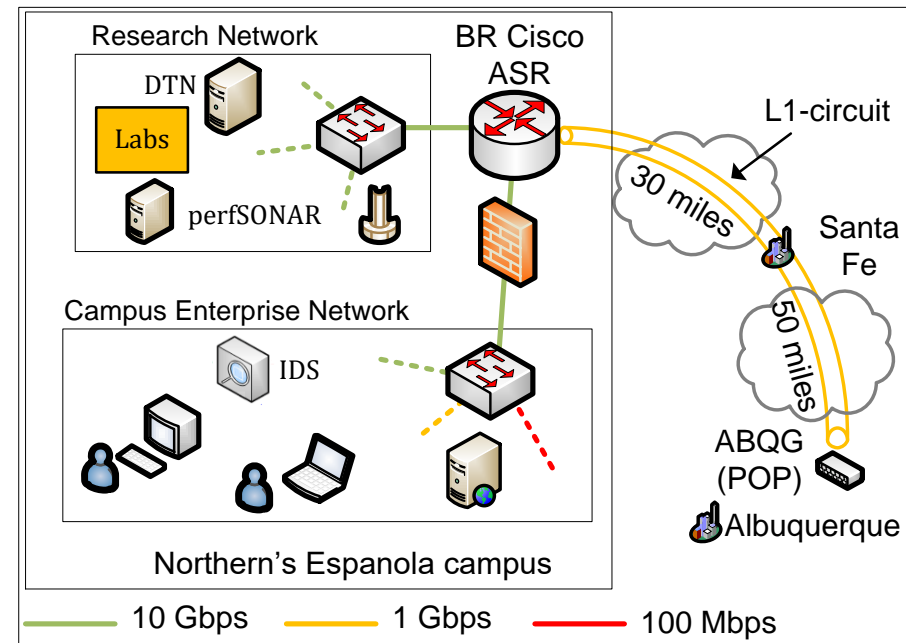 Research Network
BR Cisco
ASR
DTN
Labs
perfSONAR
L1-circuit
30 miles
Santa
Fe
50 miles
Campus Enterprise Network
IDS
ABQG
(POP)
Albuquerque
Northern's Espanola campus
10 Gbps
1 Gbps
100 Mbps